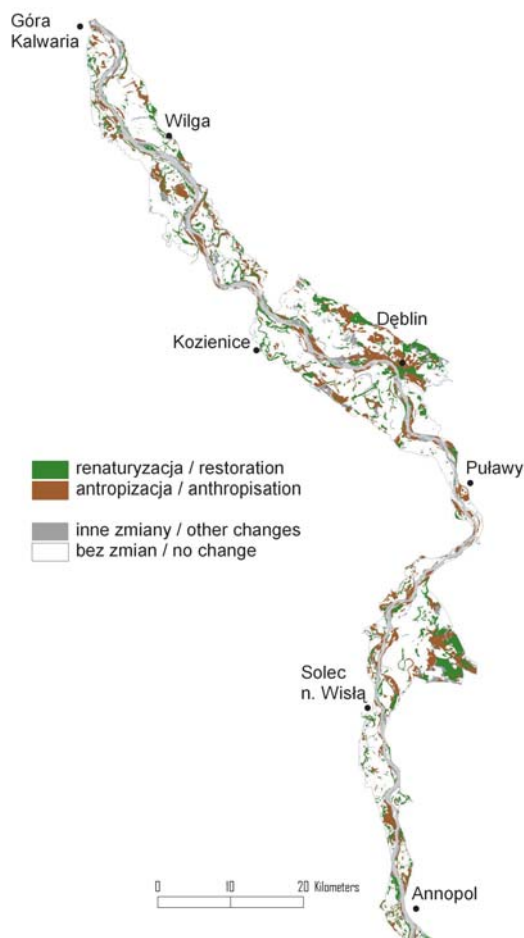 Góra
Kalwaria
Wilga
Dęblin
Kozienice
Puławy
renaturyzacja / restoration
antropizacja / anthropisation
inne zmiany / other changes
bez zmian / no change
Solec
n. Wisłą
0 10 20 Kilometers
Annopol